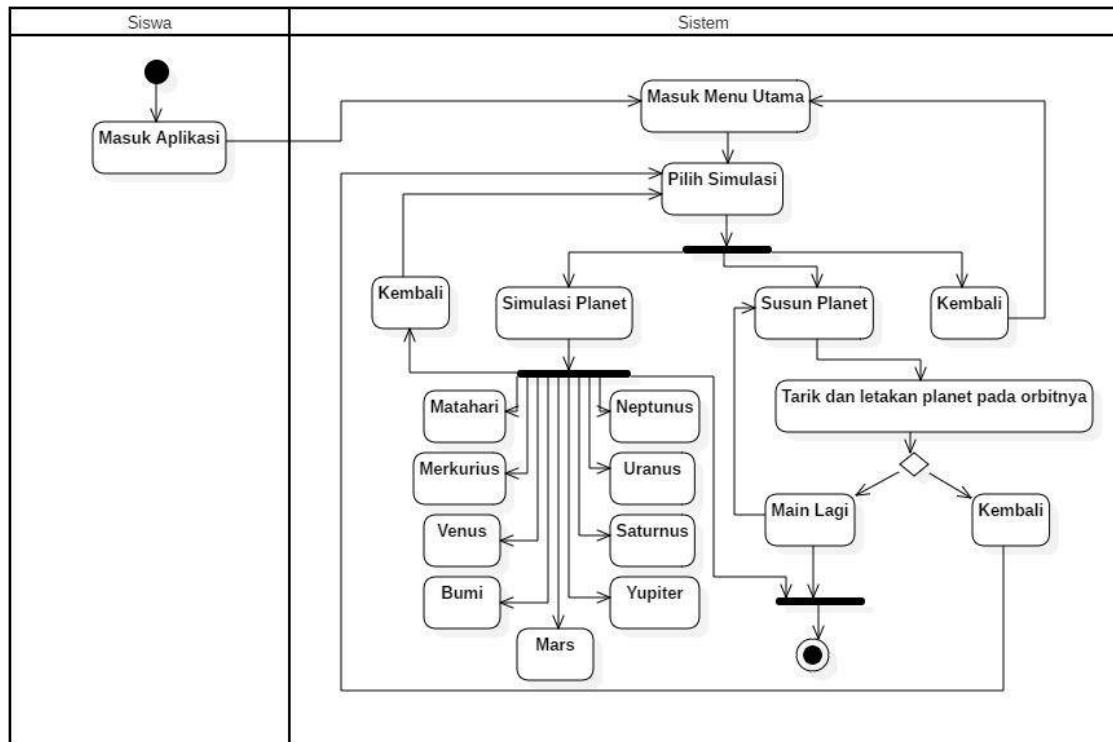 Siswa
Sistem
Masuk Aplikasi
Masuk Menu Utama
Pilih Simulasi
Kembali
Simulasi Planet
Susun Planet
Kembali
Tarik dan letakan planet pada orbitnya
Matahari
Neptunus
Merkurius
Uranus
Main Lagi
Kembali
Venus
Saturnus
Bumi
Yupiter
Mars